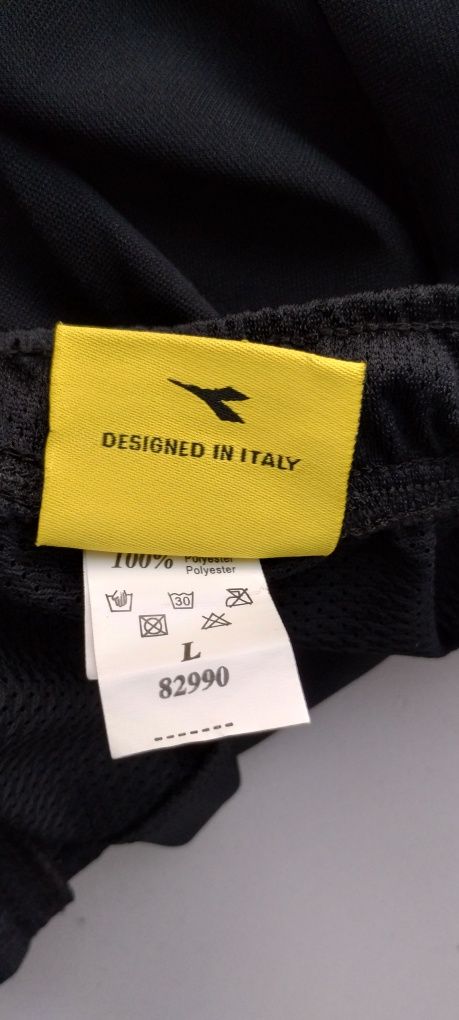 DESIGNED IN ITALY
100% Polyester
Polyester
30
L
82990
-------